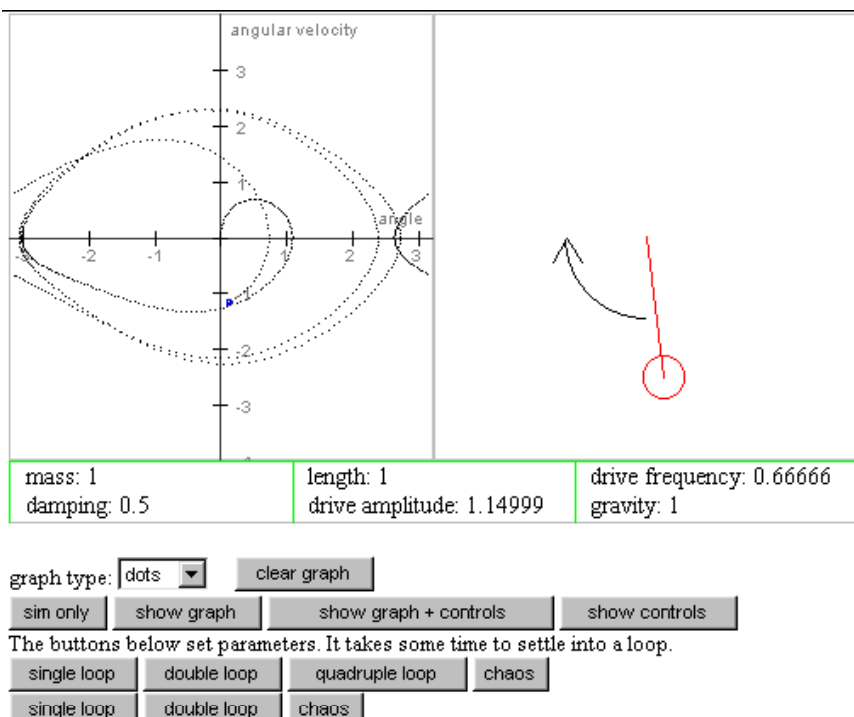 angular velocity
3
2
1
angle
-3 -2 -1 1 2 3
-1
-2
-3
mass: 1 length: 1 drive frequency: 0.66666
damping: 0.5 drive amplitude: 1.14999 gravity: 1
graph type: dots clear graph
sim only show graph show graph + controls show controls
The buttons below set parameters. It takes some time to settle into a loop.
single loop double loop quadruple loop chaos
single loop double loop chaos